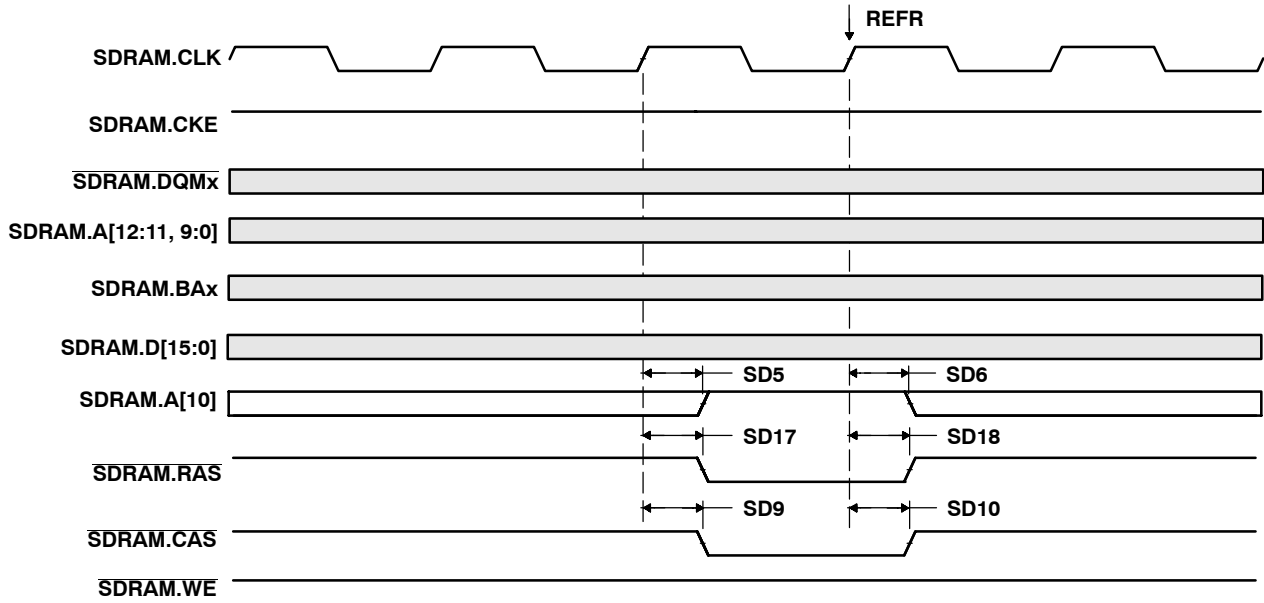 REFR
SDRAM.CLK
SDRAM.CKE
SDRAM.DQMx
SDRAM.A[12:11, 9:0]
SDRAM.BAx
SDRAM.D[15:0]
SD5 SD6
SDRAM.A[10]
SD17 SD18
SDRAM.RAS
SD9 SD10
SDRAM.CAS
SDRAM.WE